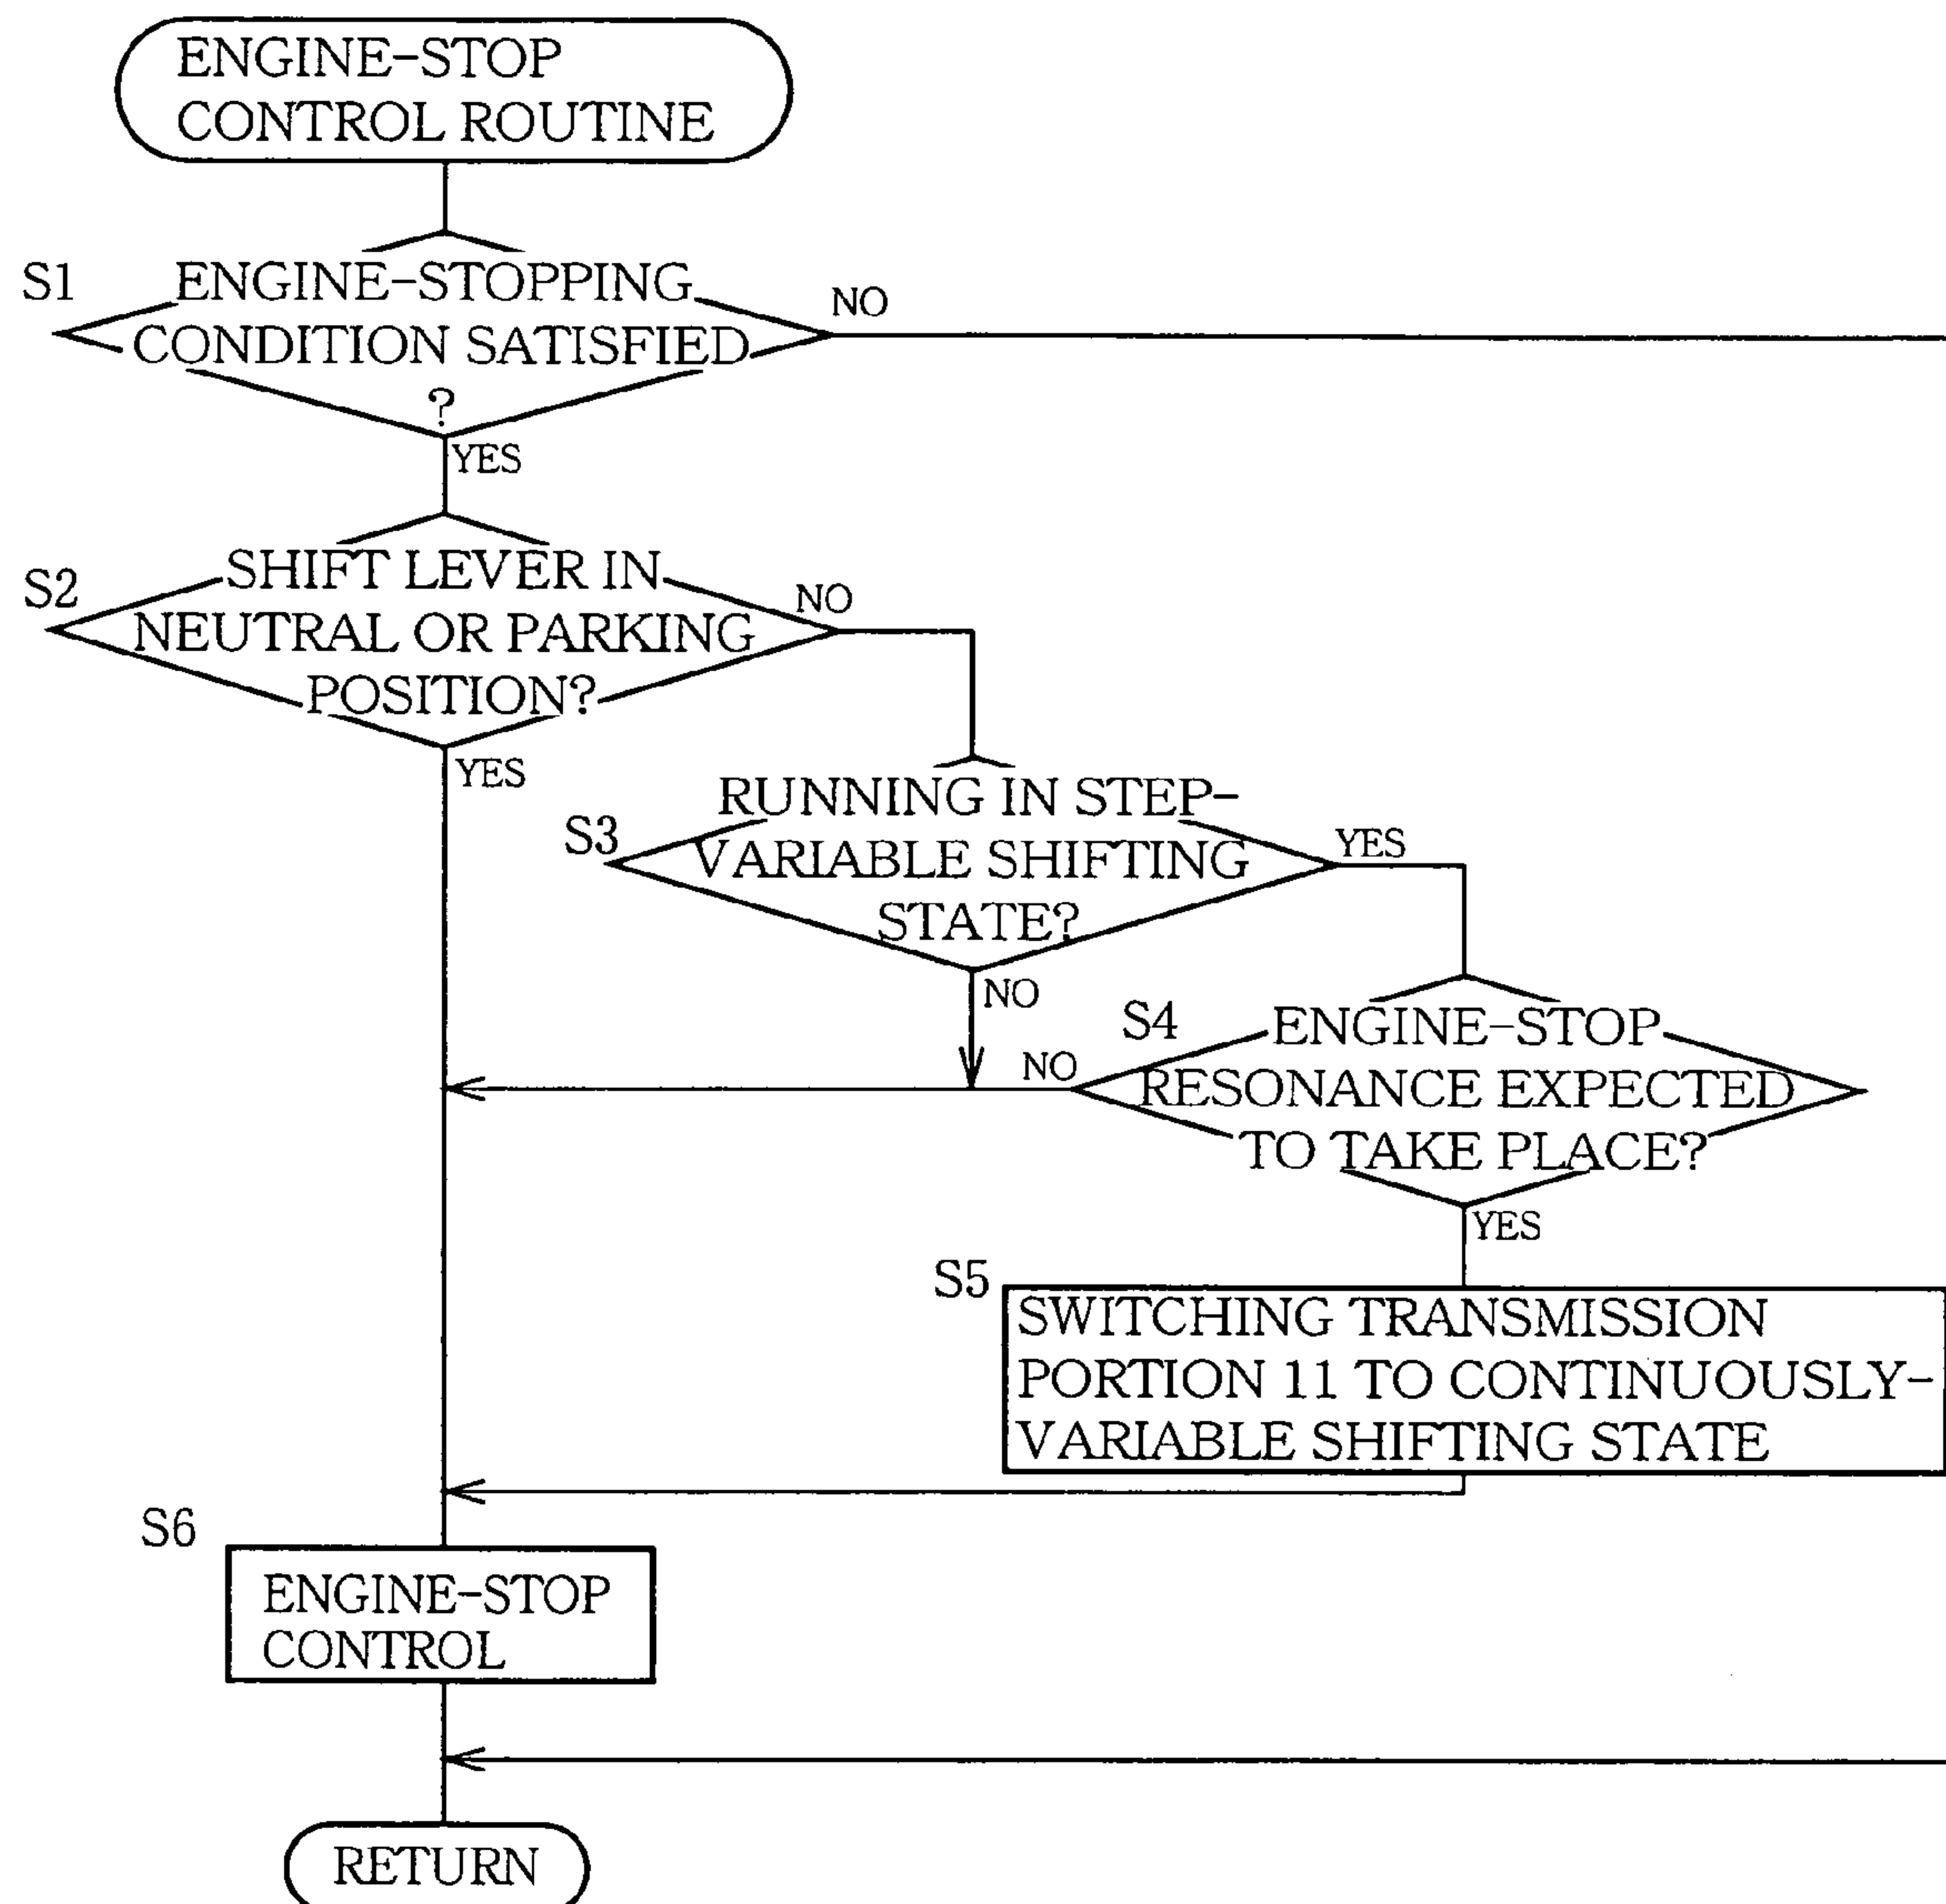 ENGINE-STOP
CONTROL ROUTINE
S1
ENGINE-STOPPING
CONDITION SATISFIED
?
NO
YES
S2
SHIFT LEVER IN
NEUTRAL OR PARKING
POSITION?
NO
YES
S3
RUNNING IN STEP-
VARIABLE SHIFTING
STATE?
YES
NO
S4
ENGINE-STOP
RESONANCE EXPECTED
TO TAKE PLACE?
NO
YES
S5
SWITCHING TRANSMISSION
PORTION 11 TO CONTINUOUSLY-
VARIABLE SHIFTING STATE
S6
ENGINE-STOP
CONTROL
RETURN